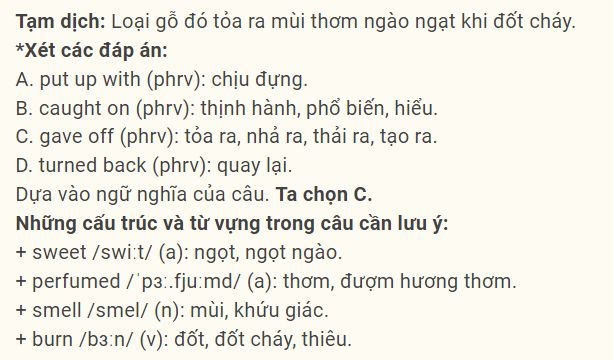 Tạm dịch: Loại gỗ đó tỏa ra mùi thơm ngào ngạt khi đốt cháy.
*Xét các đáp án:
A. put up with (phrv): chịu đựng.
B. caught on (phrv): thịnh hành, phổ biến, hiểu.
C. gave off (phrv): tỏa ra, nhả ra, thải ra, tạo ra.
D. turned back (phrv): quay lại.
Dựa vào ngữ nghĩa của câu. Ta chọn C.
Những cấu trúc và từ vựng trong câu cần lưu ý:
+ sweet /swiːt/ (a): ngọt, ngọt ngào.
+ perfumed /ˈpɜː.fjuːmd/ (a): thơm, đượm hương thơm.
+ smell /smel/ (n): mùi, khứu giác.
+ burn /bɜːn/ (v): đốt, đốt cháy, thiêu.